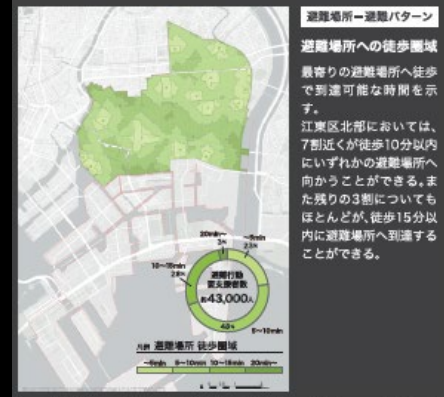 避難場所ー避難パターン
避難場所への徒歩圏域
最寄りの避難場所へ徒歩
で到達可能な時間を示
す。
江東区北部においては、
7割近くが徒歩10分以内
にいずれかの避難場所へ
向かうことができる。ま
た残りの3割についても
ほとんどが、徒歩15分以
内に避難場所へ到達する
ことができる。
20min～
3%
～5min
23%
10～15min
28%
避難行動
要支援者数
約43,000人
5～10min
凡例 避難場所 徒歩圏域
～5min 5～10min 10～15min 20min～